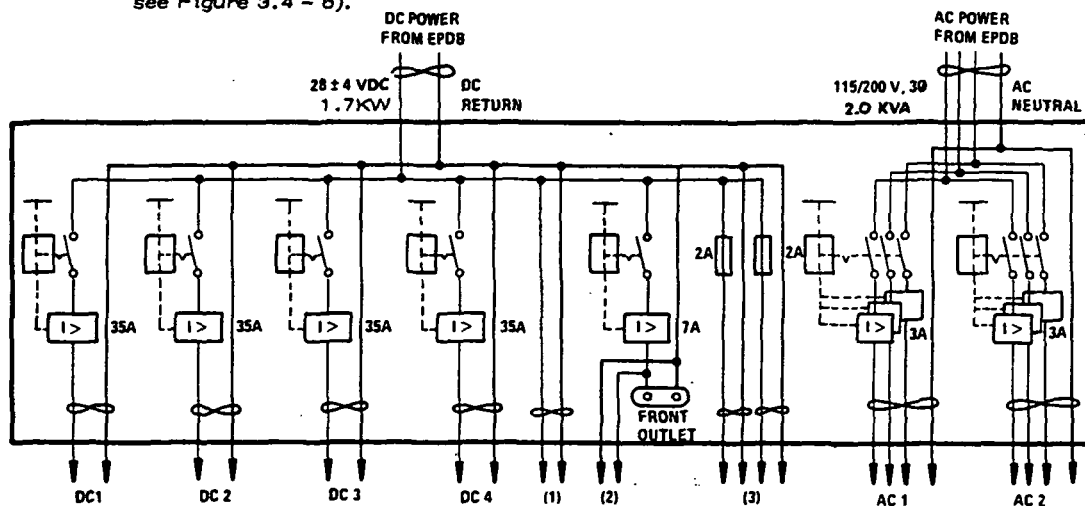 see Figure 3.4 - 6).
DC POWER
FROM EPDB
AC POWER
FROM EPDB
28 ± 4 VDC
1.7KW
DC
RETURN
115/200 V, 3Φ
2.0 KVA
AC
NEUTRAL
2A
2A
I >
35A
I >
35A
I >
35A
I >
35A
I >
7A
I >
3A
I >
3A
FRONT
OUTLET
DC1
DC 2
DC 3
DC 4
(1)
(2)
(3)
AC 1
AC 2